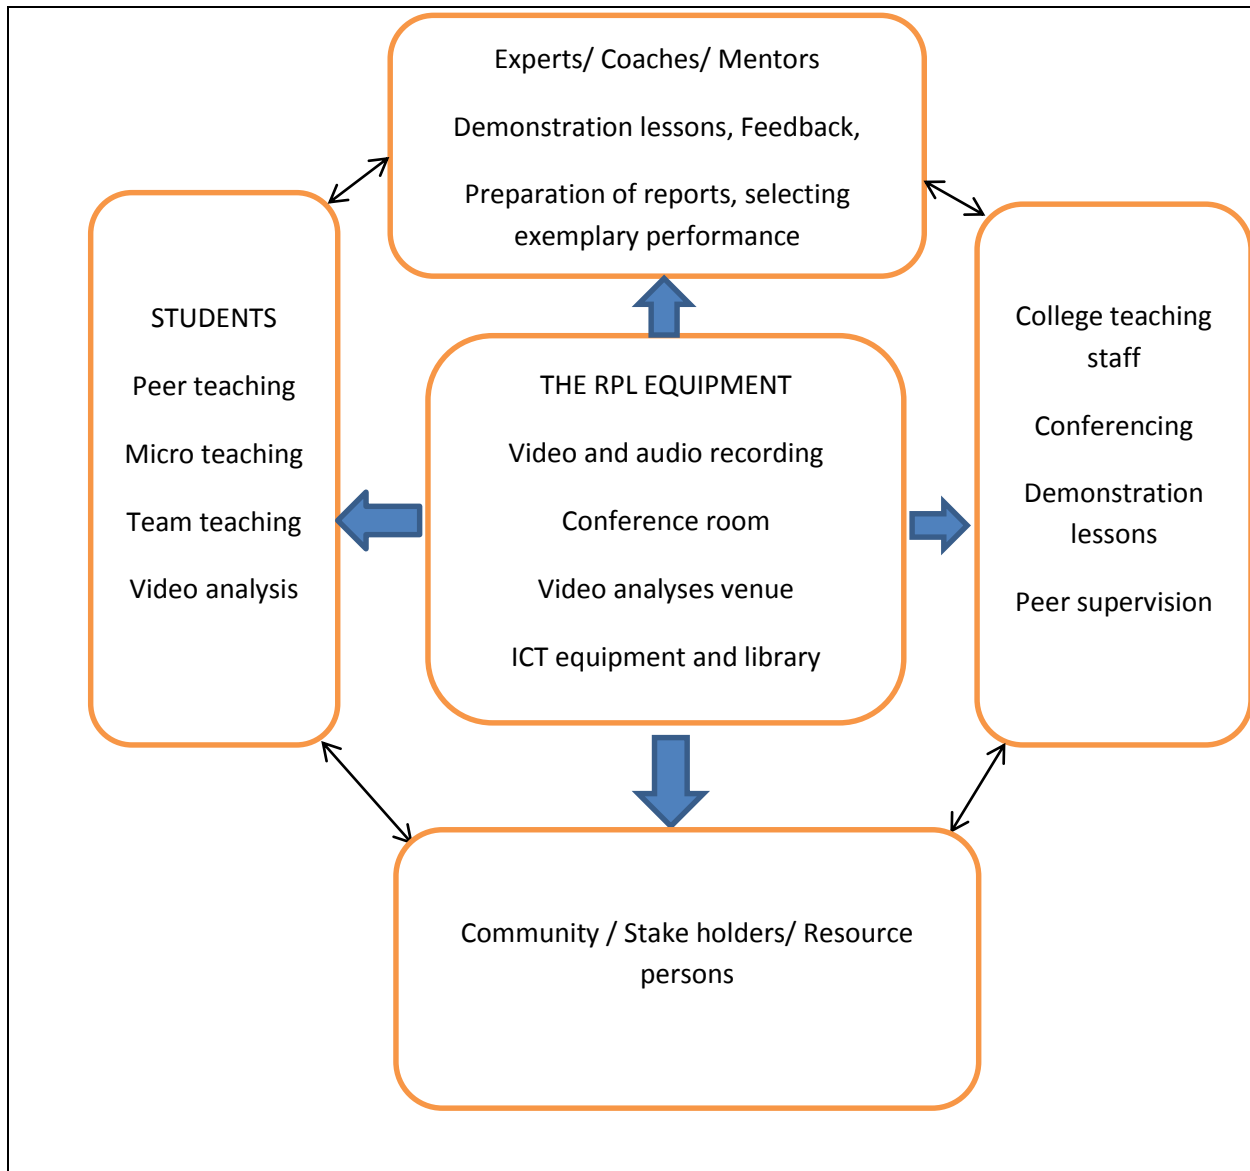 Experts/ Coaches/ Mentors
Demonstration lessons, Feedback,
Preparation of reports, selecting
exemplary performance
STUDENTS
Peer teaching
Micro teaching
Team teaching
Video analysis
THE RPL EQUIPMENT
Video and audio recording
Conference room
Video analyses venue
ICT equipment and library
College teaching
staff
Conferencing
Demonstration
lessons
Peer supervision
Community / Stake holders/ Resource
persons